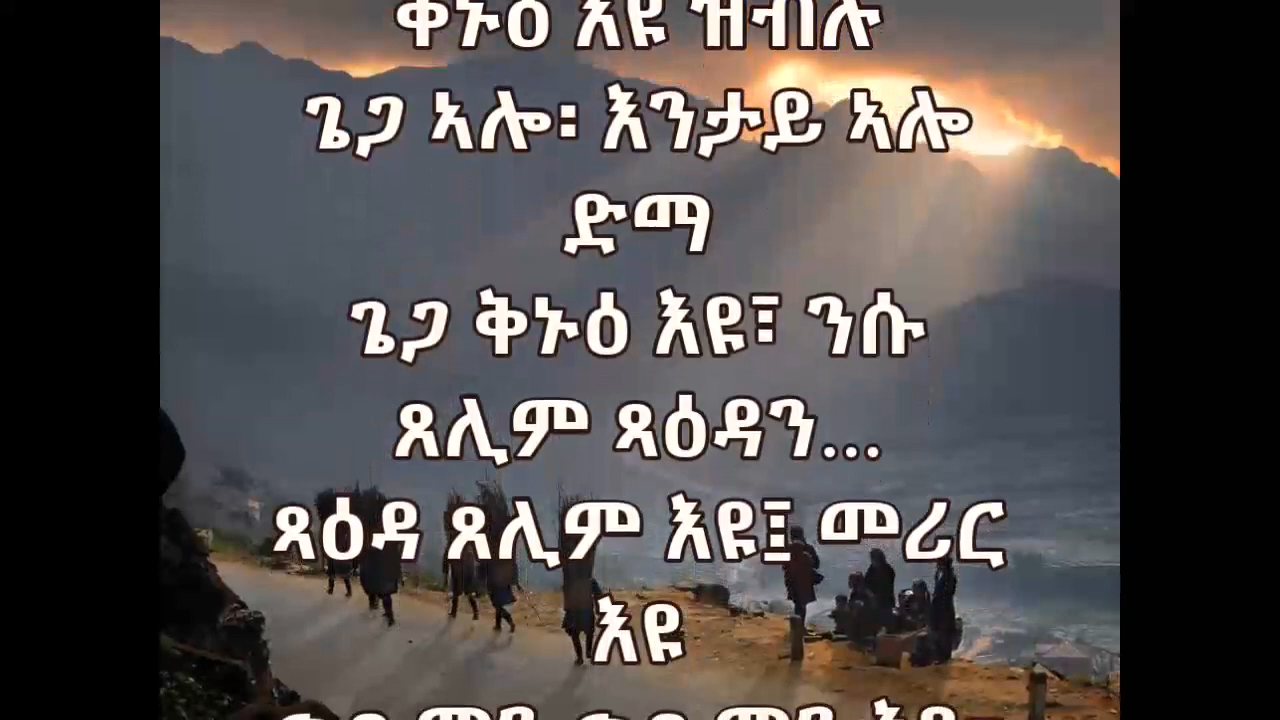 ቀኑዕ እዩ ዝብሉ
ጌጋ ኣሎ፡ እንታይ ኣሎ
ድማ
ጌጋ ቅኑዕ እዩ፣ ንሱ
ጸሊም ጻዕዳን...
ጻዕዳ ጸሊም እዩ፤ መሪር
እዩ